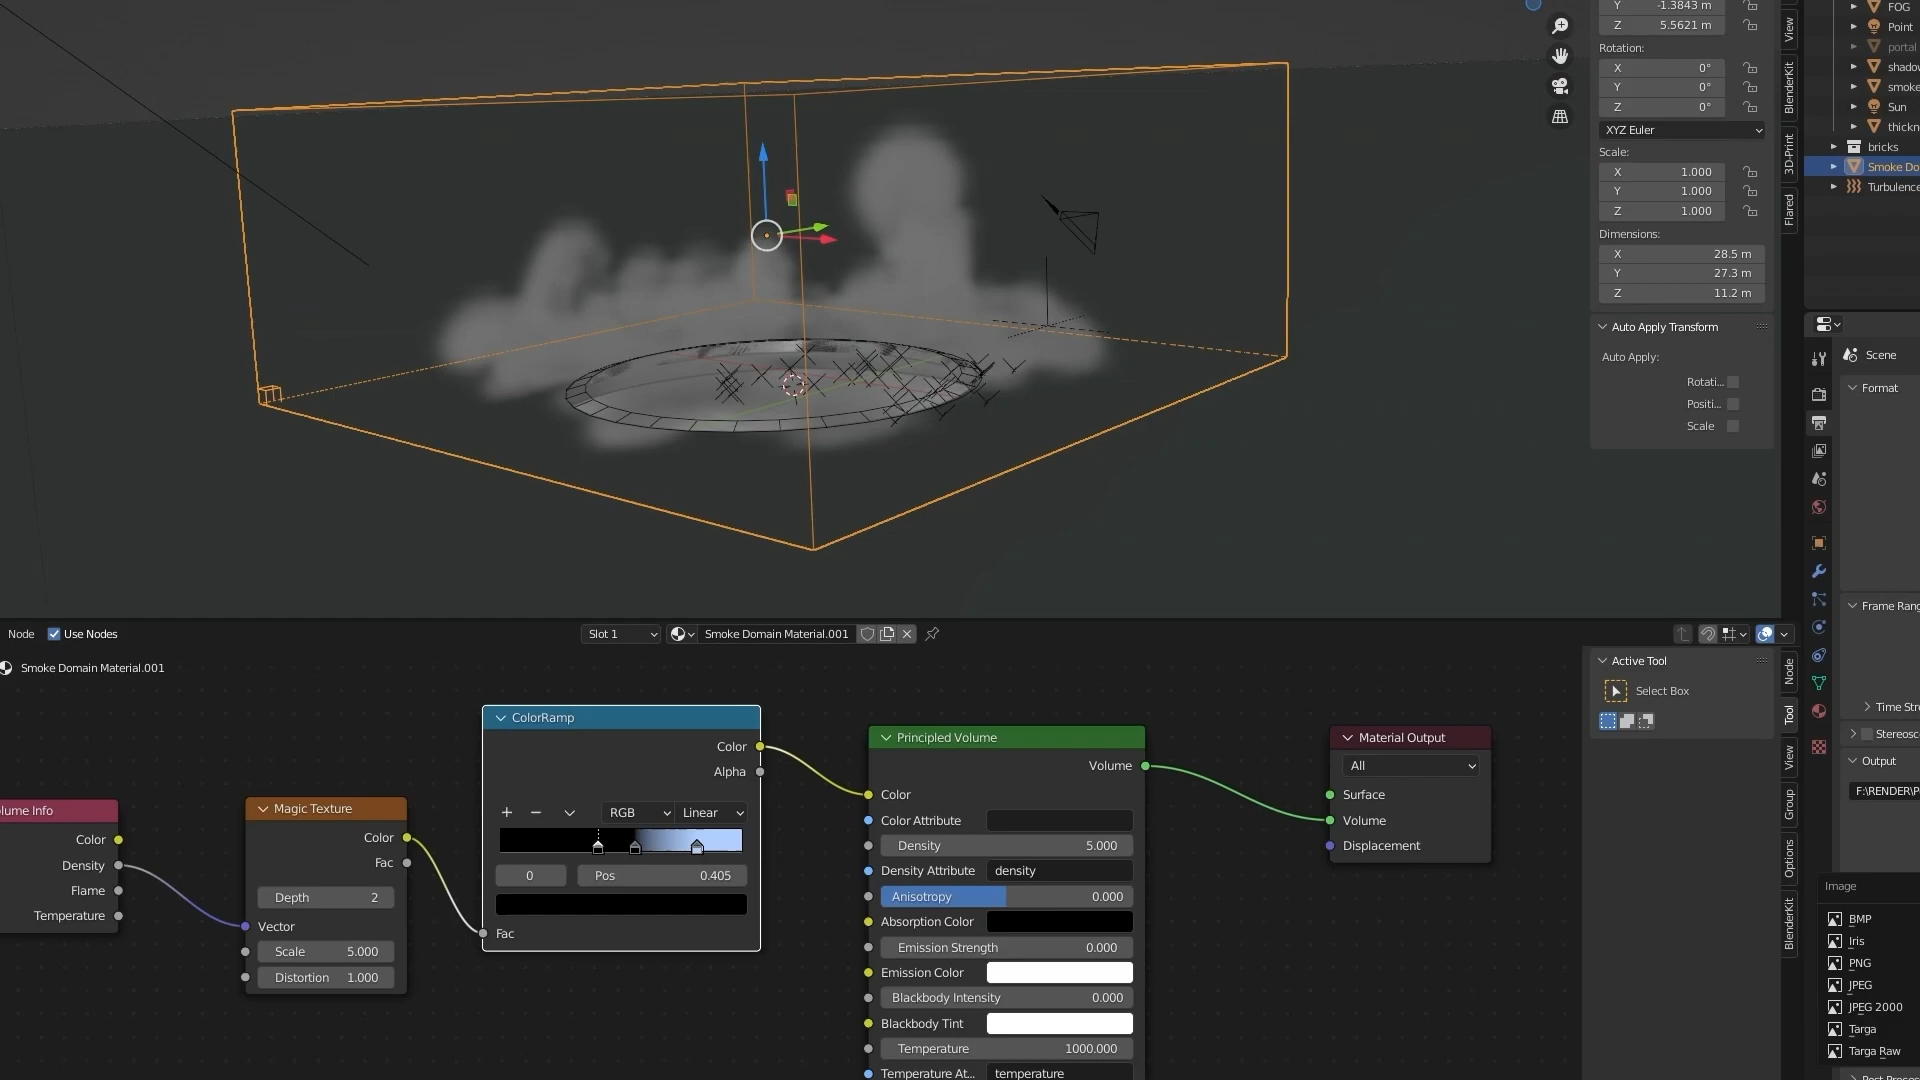 Y -1.3843 m
Z 5.5621 m
Rotation:
X 0°
Y 0°
Z 0°
XYZ Euler
Scale:
X 1.000
Y 1.000
Z 1.000
Dimensions:
X 28.5 m
Y 27.3 m
Z 11.2 m
Auto Apply Transform
Auto Apply:
Rotati...
Positi...
Scale
View
BlenderKit
3D-Print
Flared
FOG
Point
portal
shado
smoke
Sun
thickn
bricks
Smoke Do
Turbulence
Scene
Format
Frame Rang
Time Str
Stereosc
Output
F:\RENDER\P
Image
BMP
Iris
PNG
JPEG
JPEG 2000
Targa
Targa Raw
Node
Use Nodes
Slot 1
Smoke Domain Material.001
Smoke Domain Material.001
Active Tool
Select Box
Node
Tool
View
Group
Options
BlenderKit
olume Info
Color
Density
Flame
Temperature
Magic Texture
Color
Fac
Depth 2
Vector
Scale 5.000
Distortion 1.000
ColorRamp
Color
Alpha
+ − RGB Linear
0 Pos 0.405
Fac
Principled Volume
Volume
Color
Color Attribute
Density 5.000
Density Attribute density
Anisotropy 0.000
Absorption Color
Emission Strength 0.000
Emission Color
Blackbody Intensity 0.000
Blackbody Tint
Temperature 1000.000
Temperature At... temperature
Material Output
All
Surface
Volume
Displacement